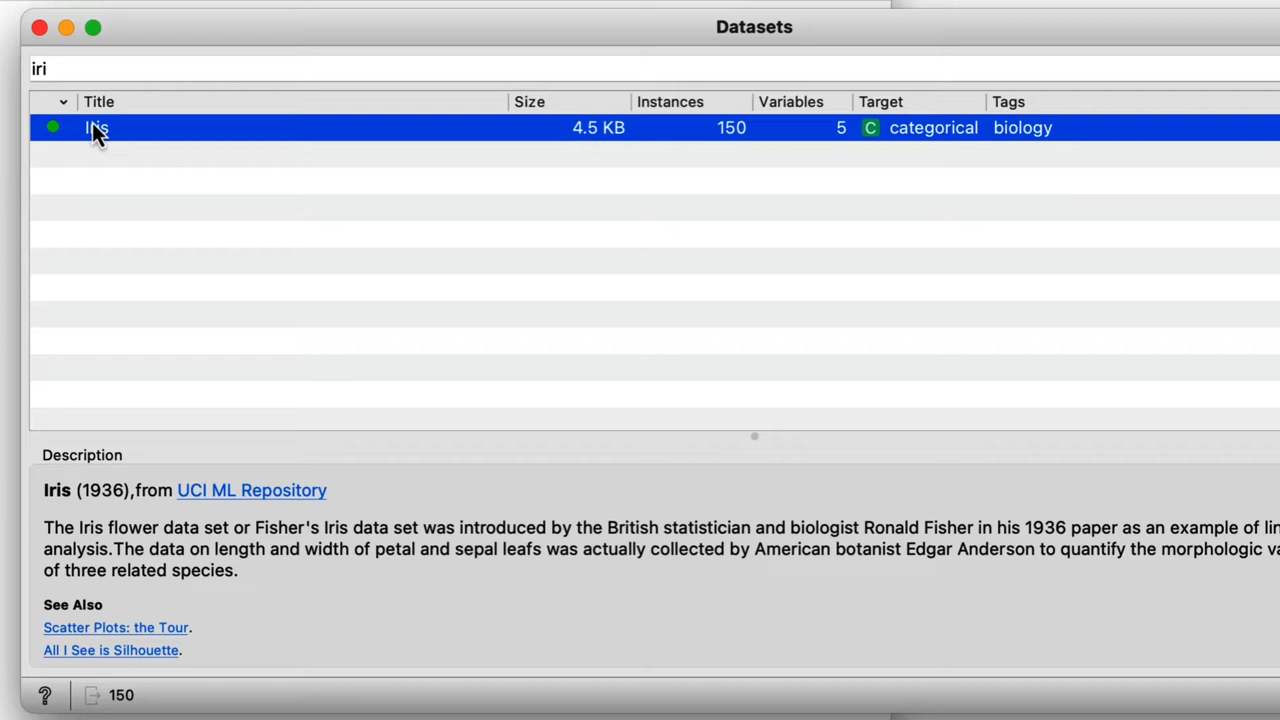 Datasets
iri
Title Size Instances Variables Target Tags
Iris 4.5 KB 150 5 C categorical biology
Description
Iris (1936),from UCI ML Repository
The Iris flower data set or Fisher's Iris data set was introduced by the British statistician and biologist Ronald Fisher in his 1936 paper as an example of
analysis.The data on length and width of petal and sepal leafs was actually collected by American botanist Edgar Anderson to quantify the morphologic
of three related species.
See Also
Scatter Plots: the Tour.
All I See is Silhouette.
? 150